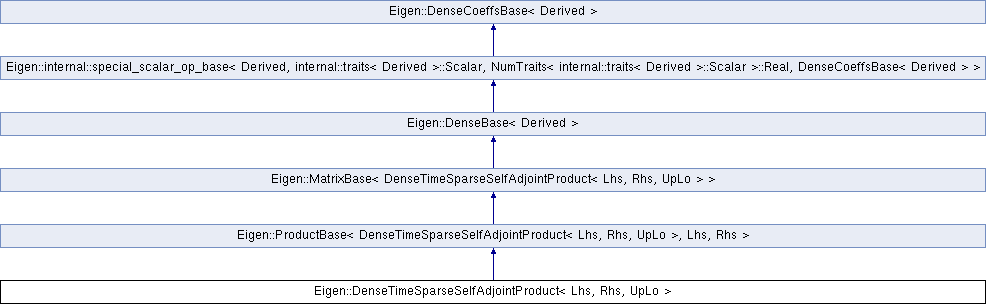 Eigen::DenseCoeffsBase< Derived >
Eigen::internal::special_scalar_op_base< Derived, internal::traits< Derived >::Scalar, NumTraits< internal::traits< Derived >::Scalar >::Real, DenseCoeffsBase< Derived > >
Eigen::DenseBase< Derived >
Eigen::MatrixBase< DenseTimeSparseSelfAdjointProduct< Lhs, Rhs, UpLo > >
Eigen::ProductBase< DenseTimeSparseSelfAdjointProduct< Lhs, Rhs, UpLo >, Lhs, Rhs >
Eigen::DenseTimeSparseSelfAdjointProduct< Lhs, Rhs, UpLo >